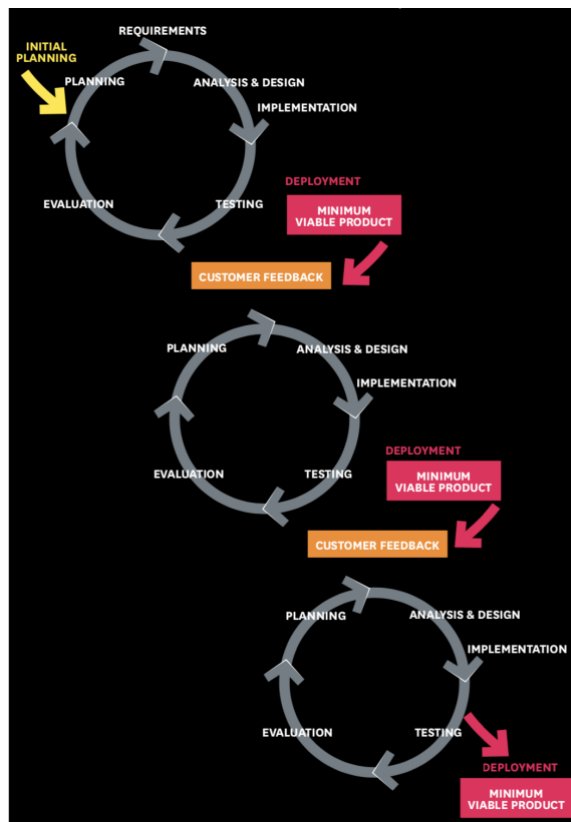 REQUIREMENTS
INITIAL
PLANNING
PLANNING
ANALYSIS & DESIGN
IMPLEMENTATION
EVALUATION
TESTING
DEPLOYMENT
MINIMUM
VIABLE PRODUCT
CUSTOMER FEEDBACK
PLANNING
ANALYSIS & DESIGN
IMPLEMENTATION
EVALUATION
TESTING
DEPLOYMENT
MINIMUM
VIABLE PRODUCT
CUSTOMER FEEDBACK
PLANNING
ANALYSIS & DESIGN
IMPLEMENTATION
EVALUATION
TESTING
DEPLOYMENT
MINIMUM
VIABLE PRODUCT